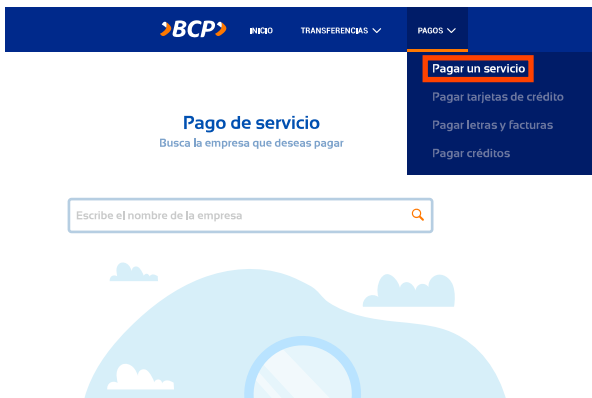 BCP
INICIO
TRANSFERENCIAS
PAGOS
Pagar un servicio
Pagar tarjetas de crédito
Pagar letras y facturas
Pagar créditos
Pago de servicio
Busca la empresa que deseas pagar
Escribe el nombre de la empresa